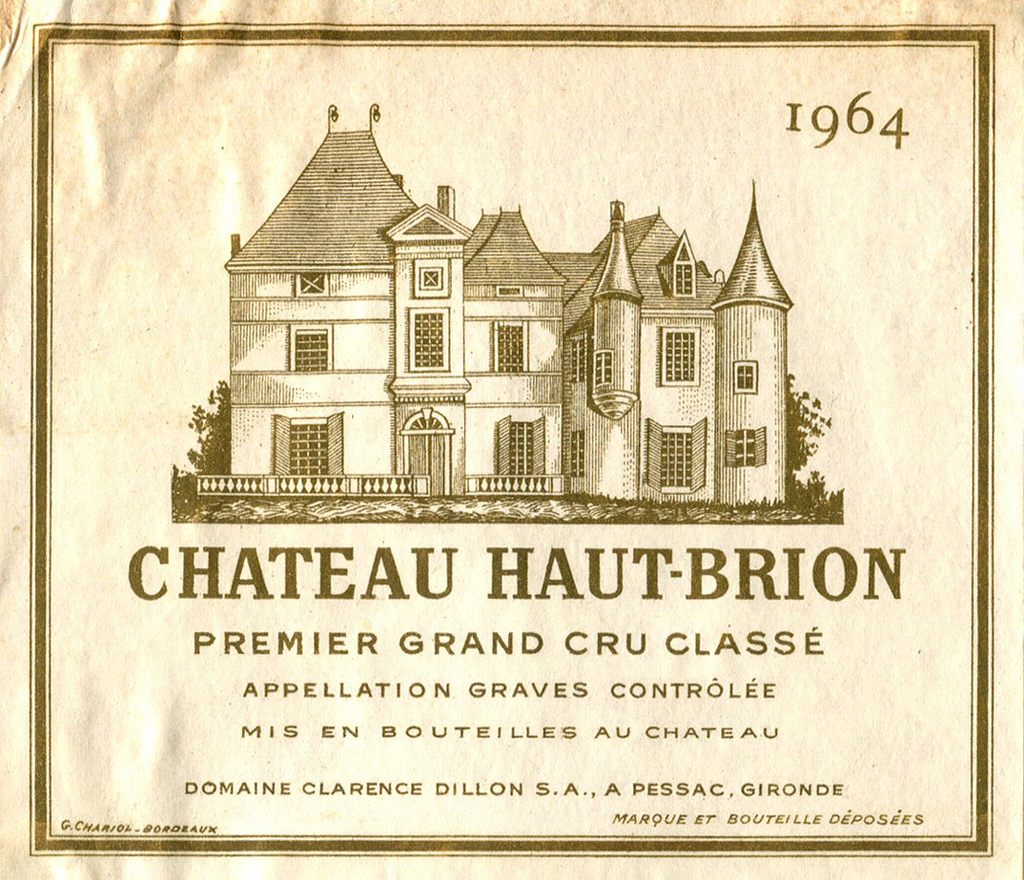 1964
CHATEAU HAUT-BRION
PREMIER GRAND CRU CLASSÉ
APPELLATION GRAVES CONTRÔLÉE
MIS EN BOUTEILLES AU CHATEAU
DOMAINE CLARENCE DILLON S.A., A PESSAC, GIRONDE
G. CHARIOL - BORDEAUX
MARQUE ET BOUTEILLE DÉPOSÉES